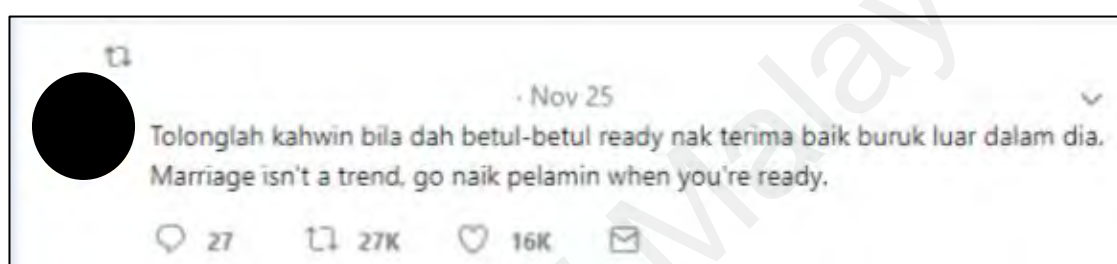 · Nov 25
Tolonglah kahwin bila dah betul-betul ready nak terima baik buruk luar dalam dia.
Marriage isn't a trend, go naik pelamin when you're ready.
27 27K 16K
Malay